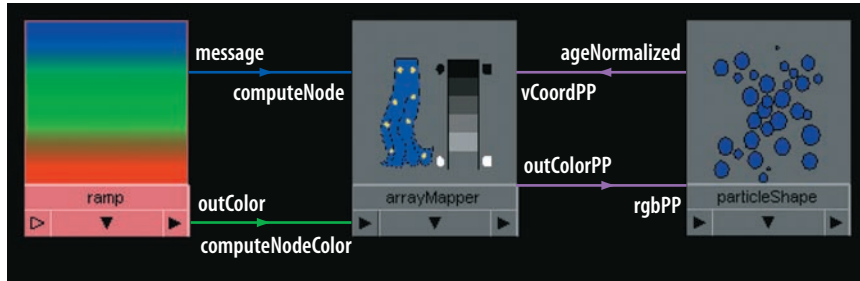 message
computeNode
ageNormalized
vCoordPP
outColorPP
rgbPP
ramp
arrayMapper
particleShape
outColor
computeNodeColor